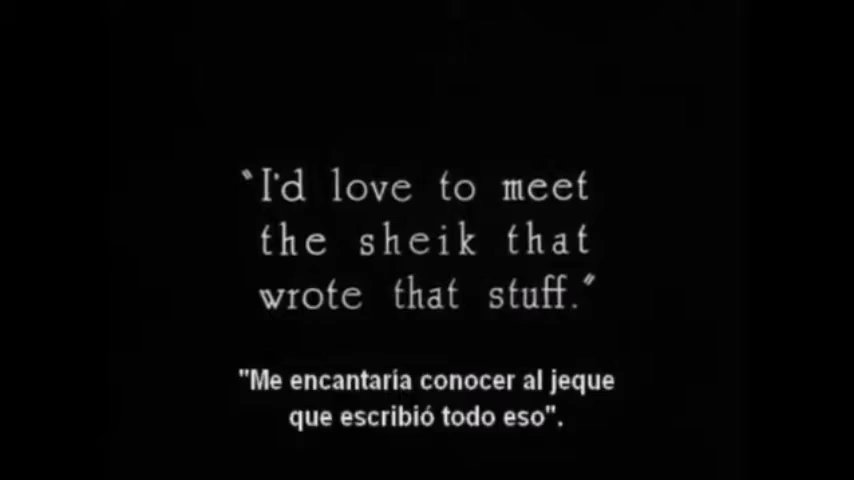 "I'd love to meet
the sheik that
wrote that stuff."
"Me encantaría conocer al jeque
que escribió todo eso".